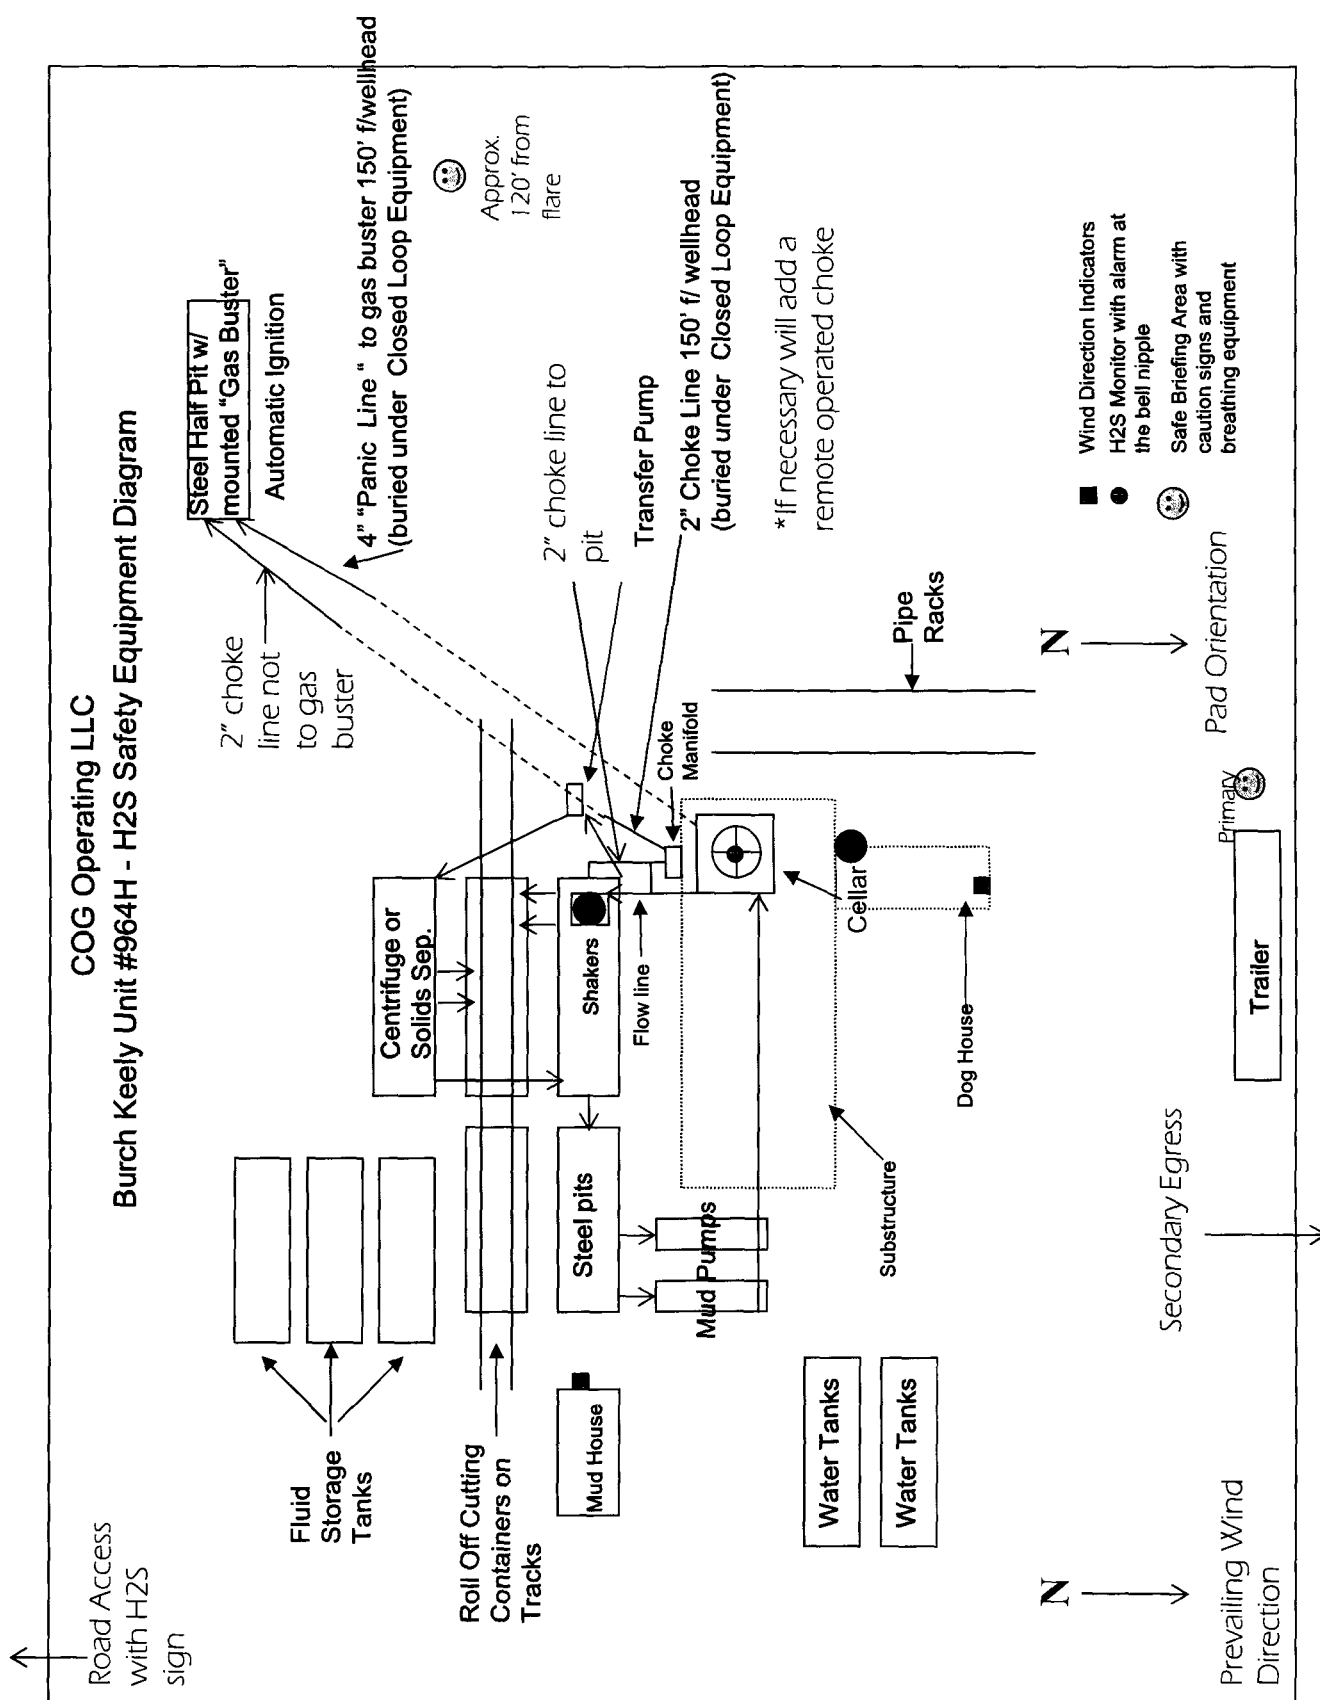 COG Operating LLC
Burch Keely Unit #964H - H2S Safety Equipment Diagram
Road Access
with H2S
sign
Fluid
Storage
Tanks
Roll Off Cutting
Containers on
Tracks
Centrifuge or
Solids Sep.
2" choke
line not
to gas
buster
Steel Half Pit w/
mounted "Gas Buster"
Automatic Ignition
4" "Panic Line " to gas buster 150' f/wellhead
(buried under Closed Loop Equipment)
Approx.
120' from
flare
Mud House
Steel pits
Shakers
Flow line
2" choke line to
pit
Transfer Pump
2" Choke Line 150' f/ wellhead
(buried under Closed Loop Equipment)
Choke
Manifold
Mud Pumps
*If necessary will add a
remote operated choke
Water Tanks
Water Tanks
Substructure
Cellar
Dog House
Pipe
Racks
N
Prevailing Wind
Direction
Secondary Egress
Trailer
Primary
N
Pad Orientation
Wind Direction Indicators
H2S Monitor with alarm at
the bell nipple
Safe Briefing Area with
caution signs and
breathing equipment